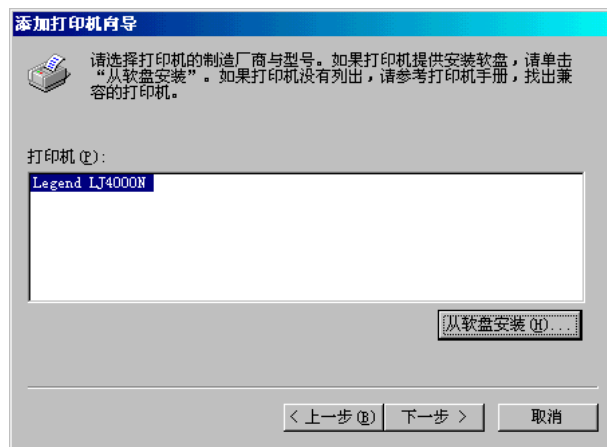 添加打印机向导
请选择打印机的制造厂商与型号。如果打印机提供安装软盘，请单击
“从软盘安装”。如果打印机没有列出，请参考打印机手册，找出兼
容的打印机。
打印机(P):
Legend LJ4000N
从软盘安装(H)...
< 上一步(B)
下一步 >
取消